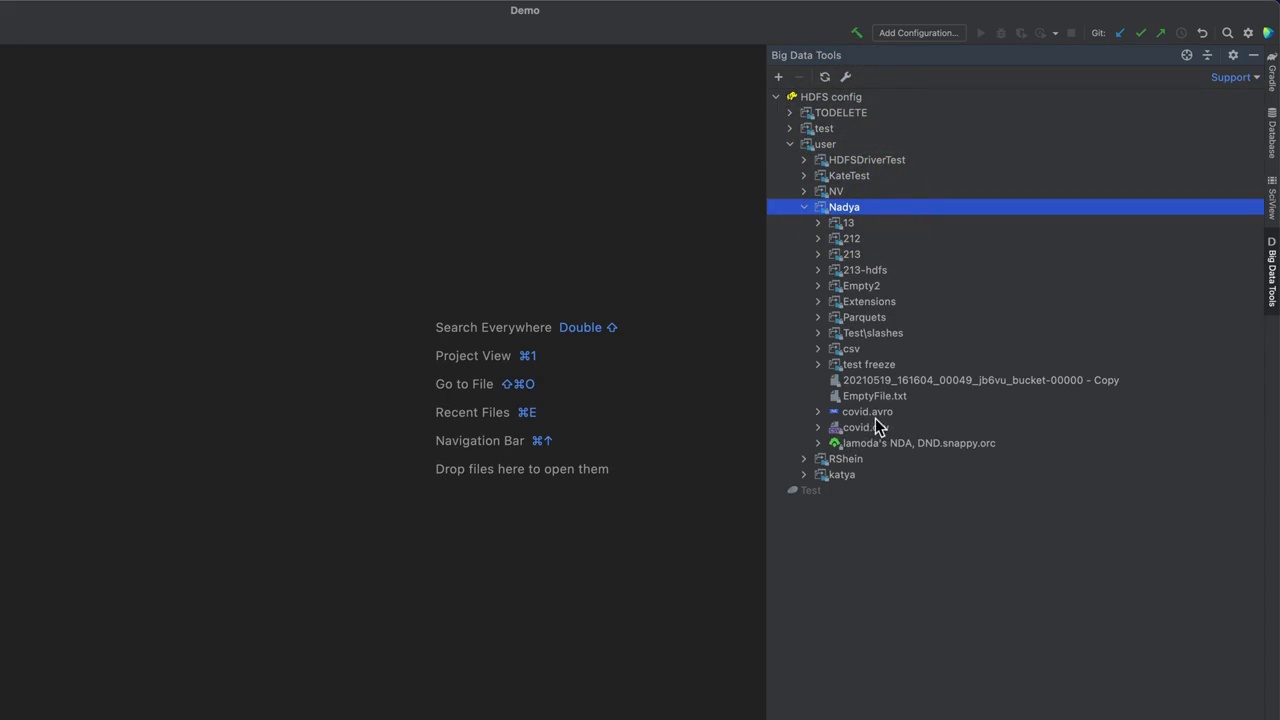 Demo
Add Configuration...
Git:
Big Data Tools
Support
HDFS config
TODELETE
test
user
HDFSDriverTest
KateTest
NV
Nadya
13
212
213
213-hdfs
Empty2
Extensions
Parquets
Test\slashes
csv
test freeze
20210519_161604_00049_jb6vu_bucket-00000 - Copy
EmptyFile.txt
covid.avro
lamoda's NDA, DND.snappy.orc
RShein
katya
Test
Search Everywhere Double ⇧
Project View ⌘1
Go to File ⇧⌘O
Recent Files ⌘E
Navigation Bar ⌘↑
Drop files here to open them
Gradle
Database
SciView
D Big Data Tools